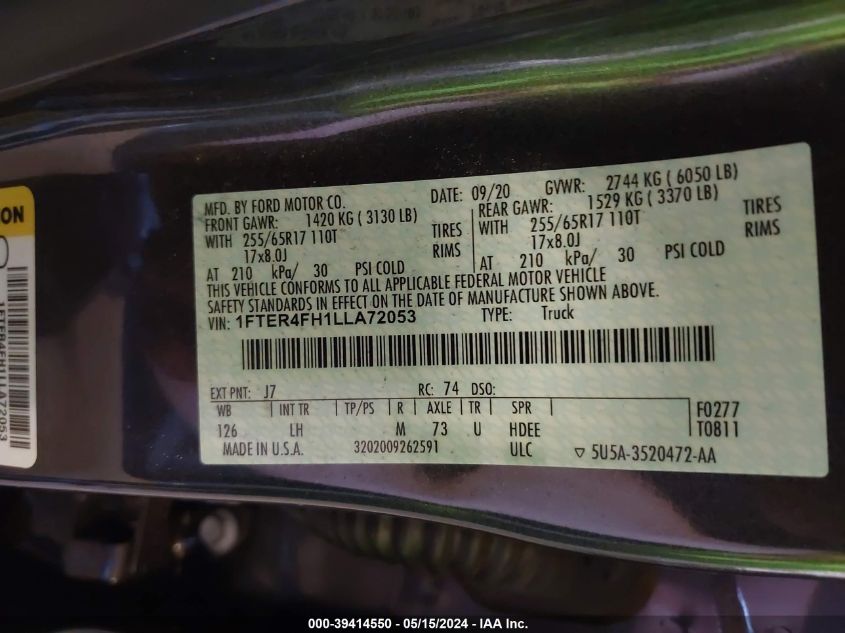 MFD. BY FORD MOTOR CO. DATE: 09/20 GVWR: 2744 KG ( 6050 LB)
FRONT GAWR: 1420 KG ( 3130 LB) REAR GAWR: 1529 KG ( 3370 LB)
WITH 255/65R17 110T TIRES WITH 255/65R17 110T TIRES
17x8.0J RIMS 17x8.0J RIMS
AT 210 kPa/ 30 PSI COLD AT 210 kPa/ 30 PSI COLD
THIS VEHICLE CONFORMS TO ALL APPLICABLE FEDERAL MOTOR VEHICLE
SAFETY STANDARDS IN EFFECT ON THE DATE OF MANUFACTURE SHOWN ABOVE.
VIN: 1FTER4FH1LLA72053 TYPE: Truck
EXT PNT: J7 RC: 74 DSO:
WB INT TR TP/PS R AXLE TR SPR F0277
126 LH M 73 U HDEE T0811
MADE IN U.S.A. 3202009262591 ULC ▽ 5U5A-3520472-AA
ION
1FTER4FH1LLA72053
000-39414550 - 05/15/2024 - IAA Inc.